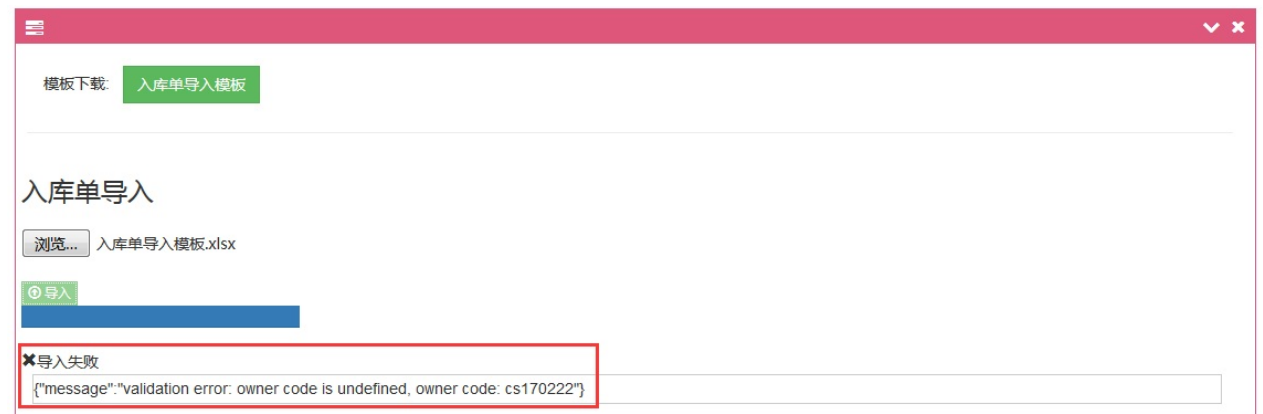 模板下载: 入库单导入模板
入库单导入
浏览... 入库单导入模板.xlsx
导入
导入失败
{"message":"validation error: owner code is undefined, owner code: cs170222"}